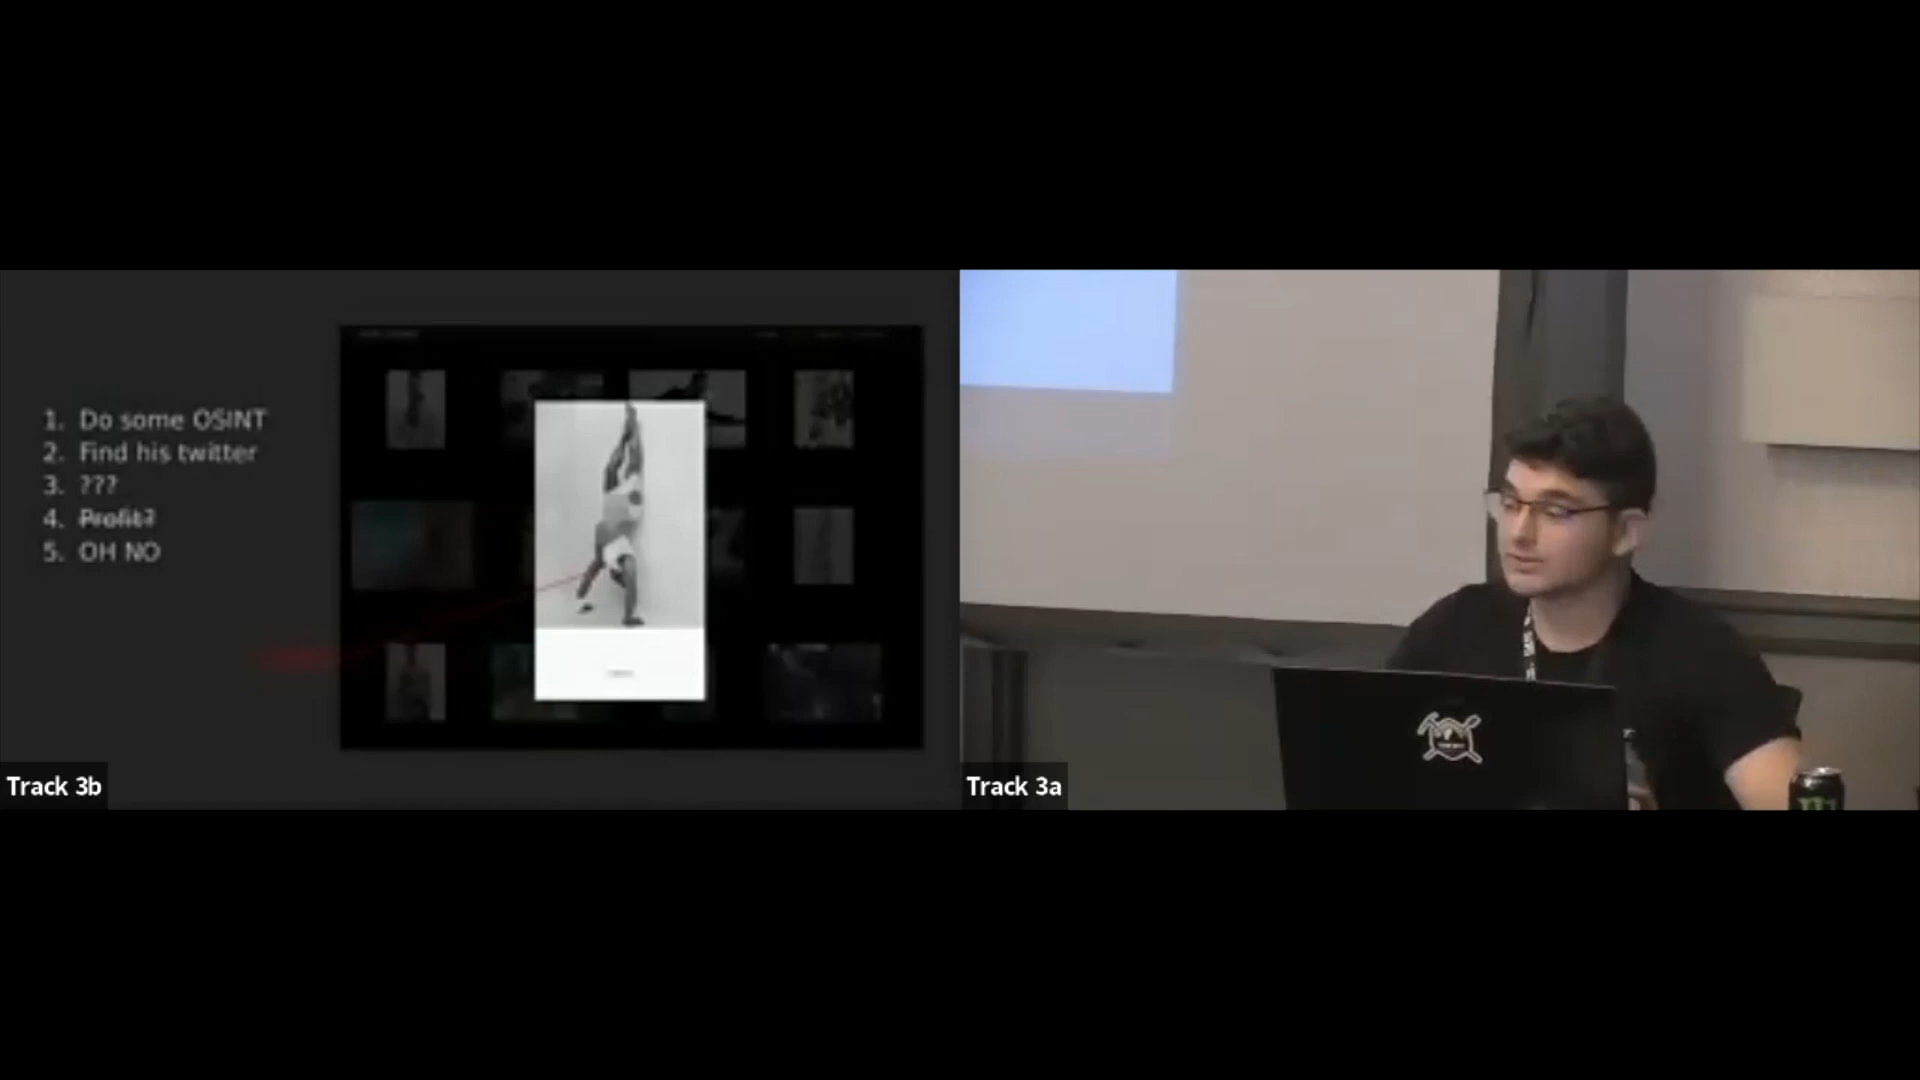 1. Do some OSINT
2. Find his twitter
3. ???
4. Profit?
5. OH NO
Track 3b
Track 3a